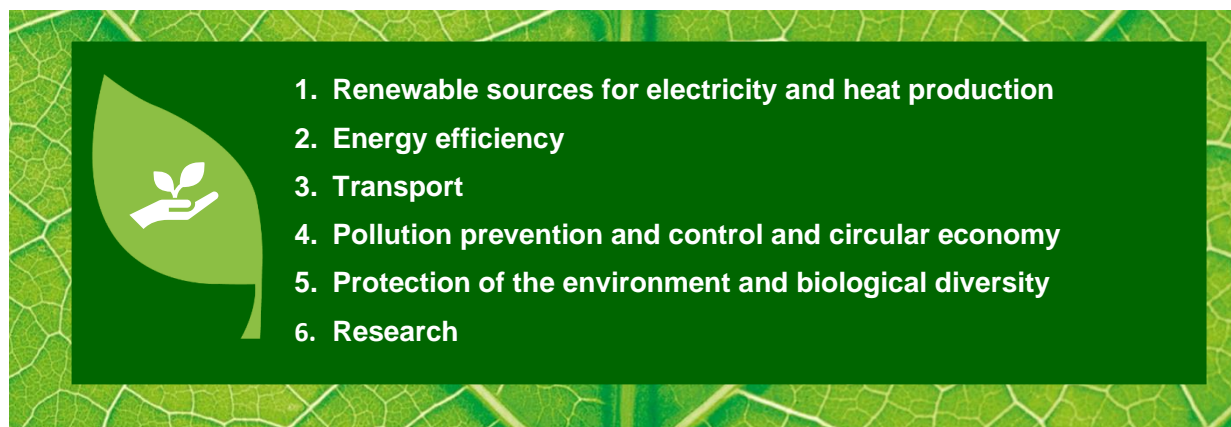 1. Renewable sources for electricity and heat production
2. Energy efficiency
3. Transport
4. Pollution prevention and control and circular economy
5. Protection of the environment and biological diversity
6. Research